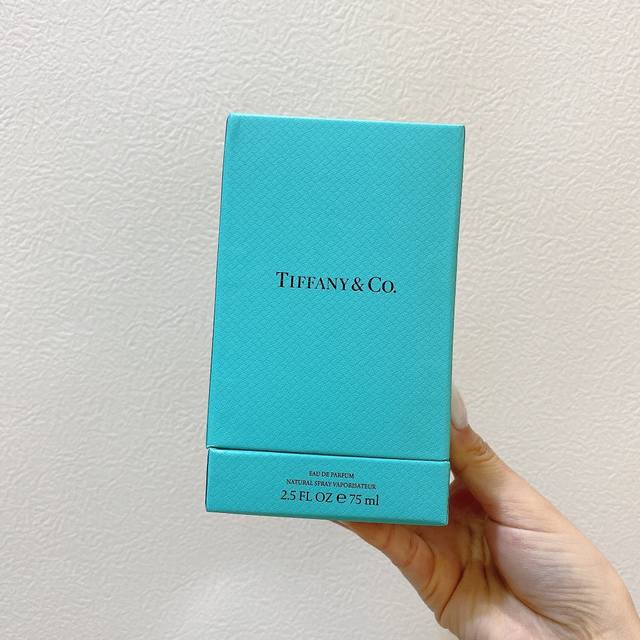 TIFFANY & CO.
EAU DE PARFUM
NATURAL SPRAY VAPORISATEUR
2.5 FL OZ ℮ 75 ml